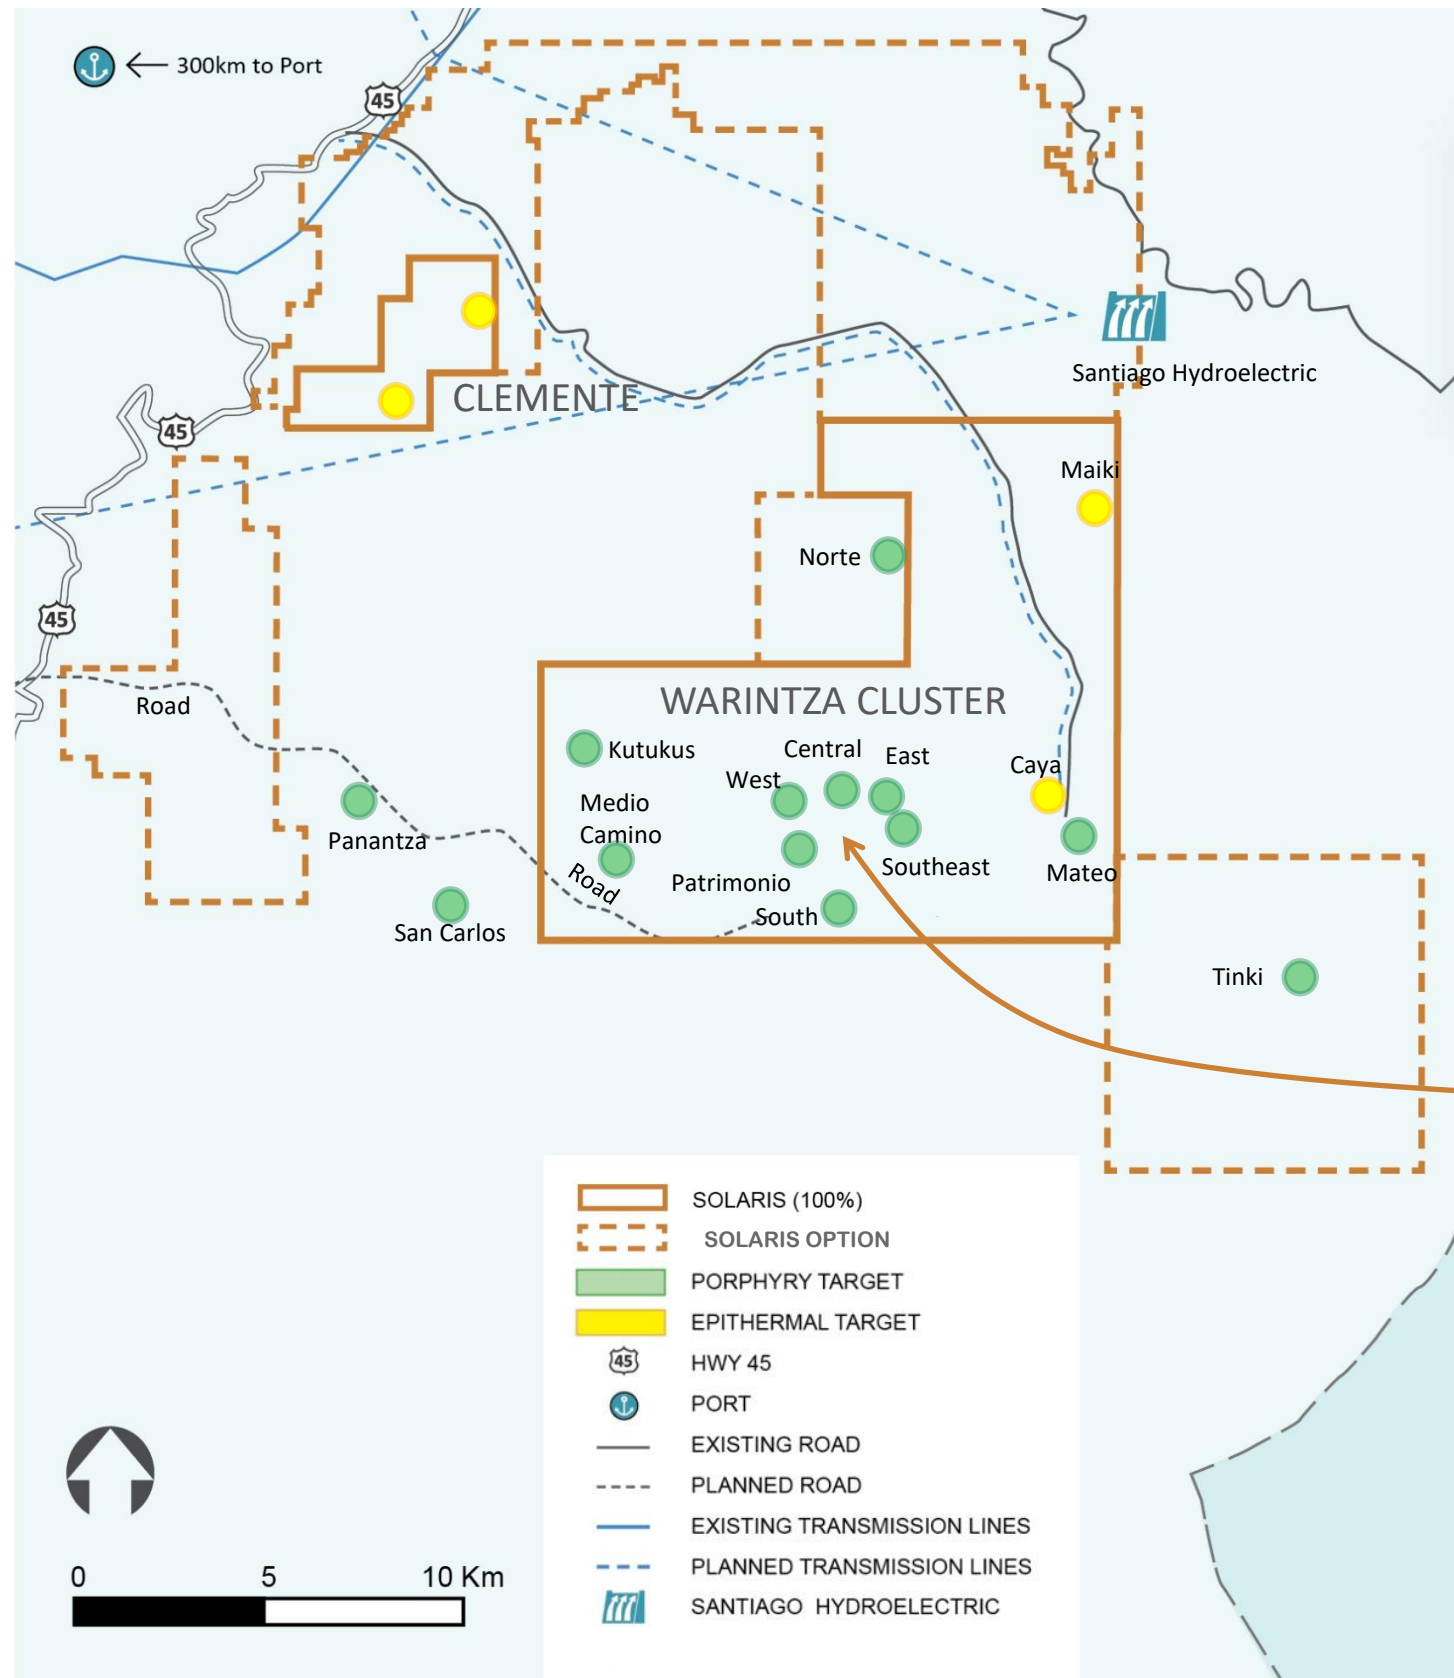 300km to Port
45
Santiago Hydroelectric
CLEMENTE
45
Maiki
Norte
45
Road
WARINTZA CLUSTER
Kutukus
Central
East
West
Caya
Medio
Camino
Panantza
Road
Patrimonio
Southeast
Mateo
South
San Carlos
Tinki
SOLARIS (100%)
SOLARIS OPTION
PORPHYRY TARGET
EPITHERMAL TARGET
45 HWY 45
PORT
EXISTING ROAD
PLANNED ROAD
EXISTING TRANSMISSION LINES
PLANNED TRANSMISSION LINES
SANTIAGO HYDROELECTRIC
0 5 10 Km